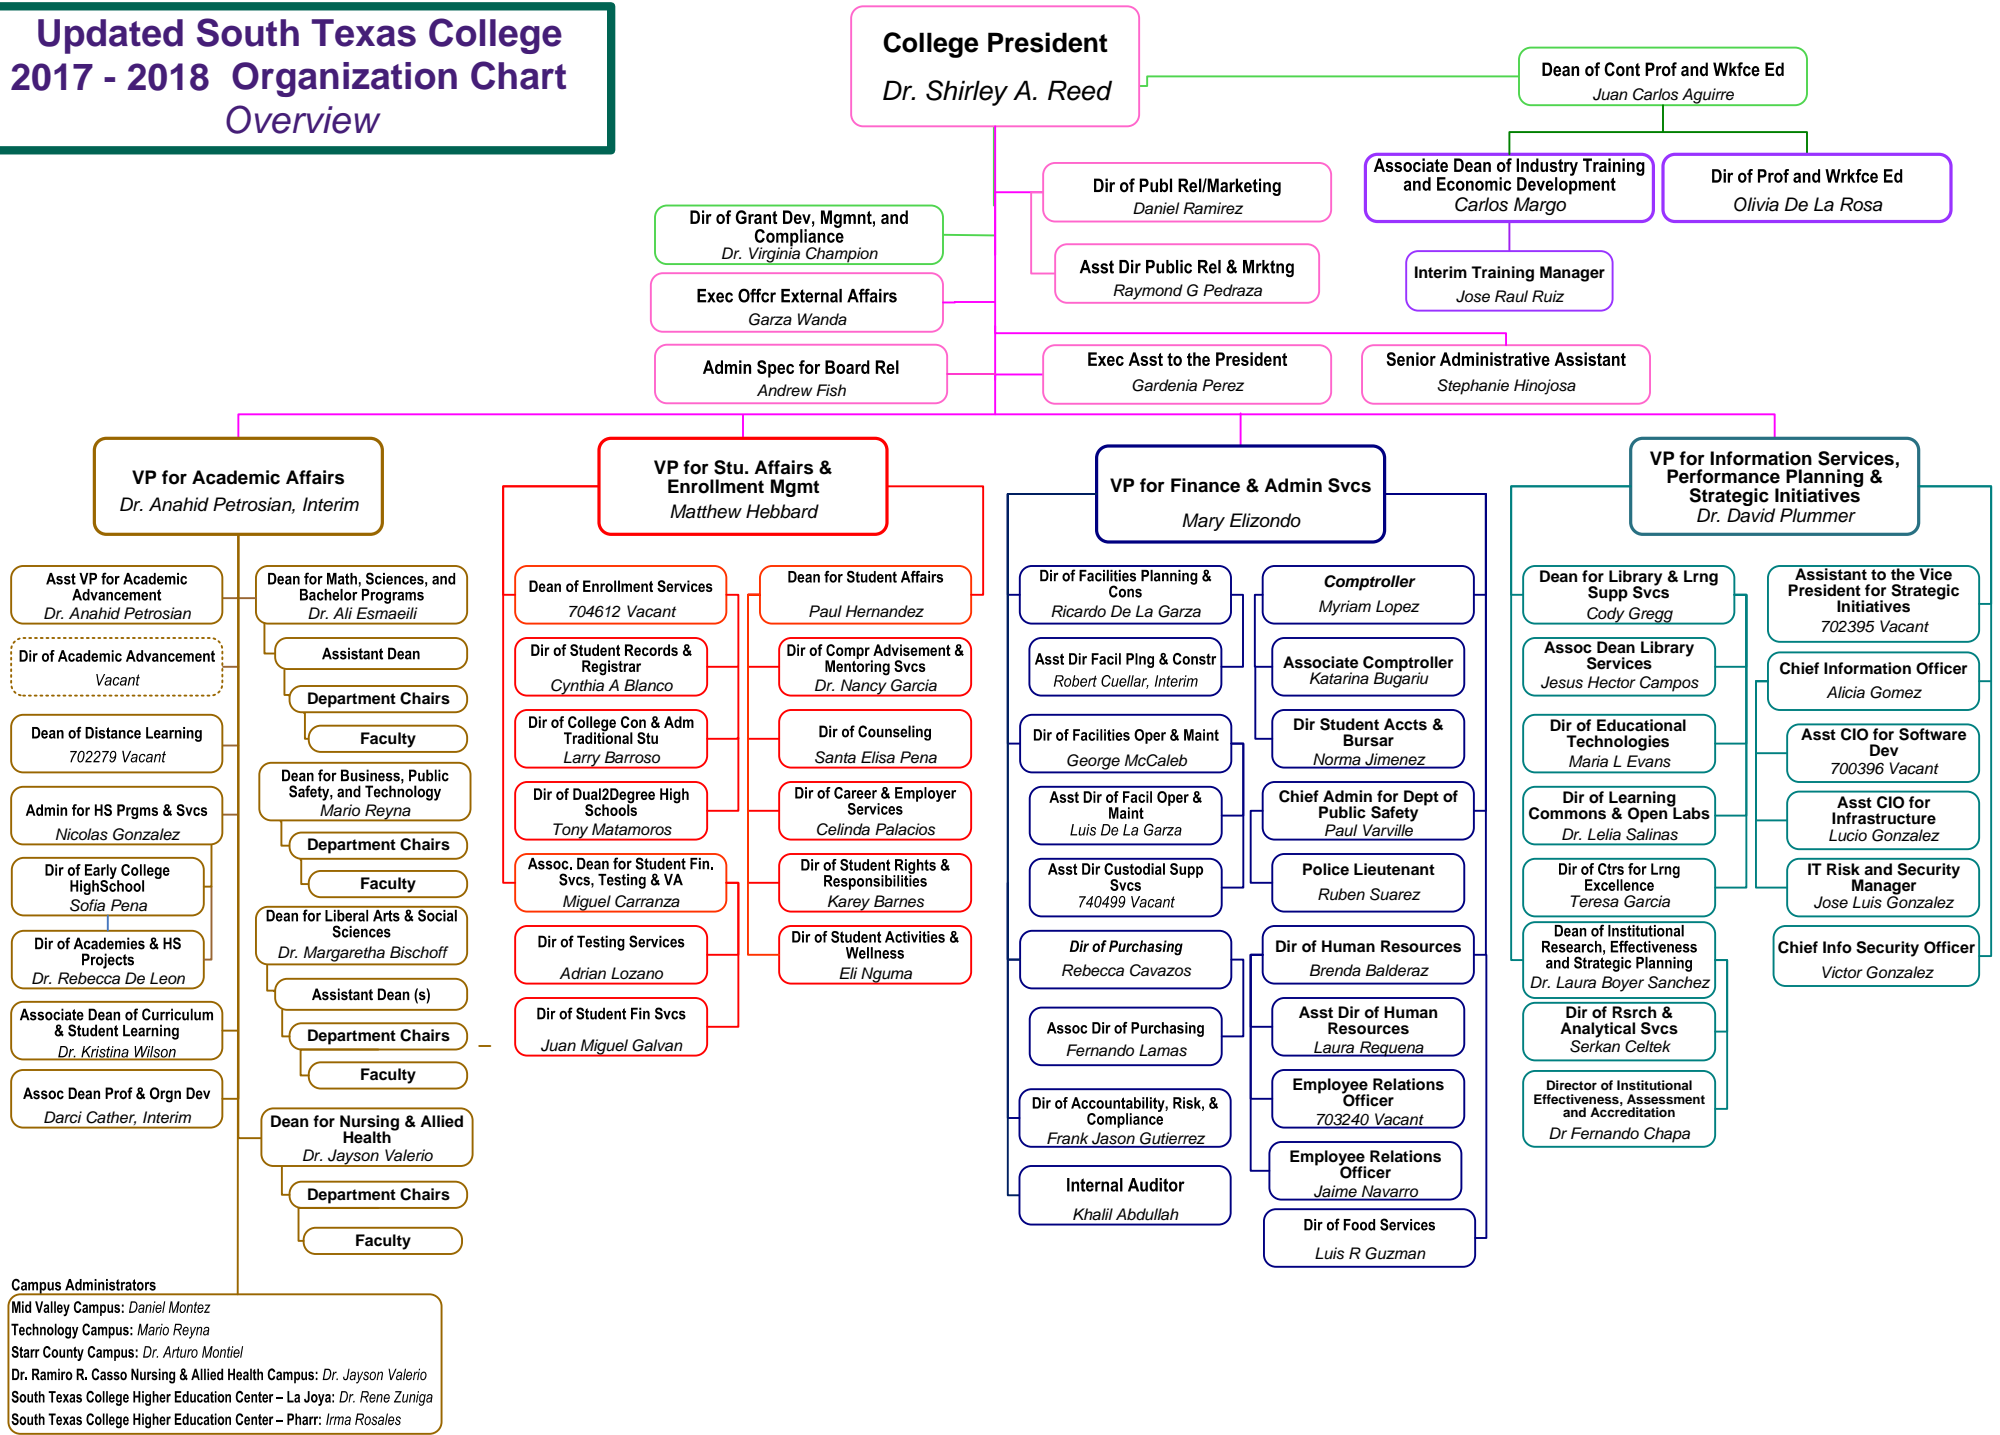 Updated South Texas College
2017 - 2018 Organization Chart
Overview
College President
Dr. Shirley A. Reed
Dean of Cont Prof and Wkfce Ed
Juan Carlos Aguirre
Associate Dean of Industry Training
and Economic Development
Carlos Margo
Dir of Prof and Wrkfce Ed
Olivia De La Rosa
Interim Training Manager
Jose Raul Ruiz
Dir of Publ Rel/Marketing
Daniel Ramirez
Asst Dir Public Rel & Mrktng
Raymond G Pedraza
Dir of Grant Dev, Mgmnt, and
Compliance
Dr. Virginia Champion
Exec Offcr External Affairs
Garza Wanda
Admin Spec for Board Rel
Andrew Fish
Exec Asst to the President
Gardenia Perez
Senior Administrative Assistant
Stephanie Hinojosa
VP for Academic Affairs
Dr. Anahid Petrosian, Interim
Asst VP for Academic
Advancement
Dr. Anahid Petrosian
Dir of Academic Advancement
Vacant
Dean of Distance Learning
702279 Vacant
Admin for HS Prgms & Svcs
Nicolas Gonzalez
Dir of Early College
HighSchool
Sofia Pena
Dir of Academies & HS
Projects
Dr. Rebecca De Leon
Associate Dean of Curriculum
& Student Learning
Dr. Kristina Wilson
Assoc Dean Prof & Orgn Dev
Darci Cather, Interim
Dean for Math, Sciences, and
Bachelor Programs
Dr. Ali Esmaeili
Assistant Dean
Department Chairs
Faculty
Dean for Business, Public
Safety, and Technology
Mario Reyna
Department Chairs
Faculty
Dean for Liberal Arts & Social
Sciences
Dr. Margaretha Bischoff
Assistant Dean (s)
Department Chairs
Faculty
Dean for Nursing & Allied
Health
Dr. Jayson Valerio
Department Chairs
Faculty
Campus Administrators
Mid Valley Campus: Daniel Montez
Technology Campus: Mario Reyna
Starr County Campus: Dr. Arturo Montiel
Dr. Ramiro R. Casso Nursing & Allied Health Campus: Dr. Jayson Valerio
South Texas College Higher Education Center – La Joya: Dr. Rene Zuniga
South Texas College Higher Education Center – Pharr: Irma Rosales
VP for Stu. Affairs &
Enrollment Mgmt
Matthew Hebbard
Dean of Enrollment Services
704612 Vacant
Dir of Student Records &
Registrar
Cynthia A Blanco
Dir of College Con & Adm
Traditional Stu
Larry Barroso
Dir of Dual2Degree High
Schools
Tony Matamoros
Assoc. Dean for Student Fin.
Svcs, Testing & VA
Miguel Carranza
Dir of Testing Services
Adrian Lozano
Dir of Student Fin Svcs
Juan Miguel Galvan
Dean for Student Affairs
Paul Hernandez
Dir of Compr Advisement &
Mentoring Svcs
Dr. Nancy Garcia
Dir of Counseling
Santa Elisa Pena
Dir of Career & Employer
Services
Celinda Palacios
Dir of Student Rights &
Responsibilities
Karey Barnes
Dir of Student Activities &
Wellness
Eli Nguma
VP for Finance & Admin Svcs
Mary Elizondo
Dir of Facilities Planning &
Cons
Ricardo De La Garza
Asst Dir Facil Plng & Constr
Robert Cuellar, Interim
Dir of Facilities Oper & Maint
George McCaleb
Asst Dir of Facil Oper &
Maint
Luis De La Garza
Asst Dir Custodial Supp
Svcs
740499 Vacant
Dir of Purchasing
Rebecca Cavazos
Assoc Dir of Purchasing
Fernando Lamas
Dir of Accountability, Risk, &
Compliance
Frank Jason Gutierrez
Internal Auditor
Khalil Abdullah
Comptroller
Myriam Lopez
Associate Comptroller
Katarina Bugariu
Dir Student Accts &
Bursar
Norma Jimenez
Chief Admin for Dept of
Public Safety
Paul Varville
Police Lieutenant
Ruben Suarez
Dir of Human Resources
Brenda Balderaz
Asst Dir of Human
Resources
Laura Requena
Employee Relations
Officer
703240 Vacant
Employee Relations
Officer
Jaime Navarro
Dir of Food Services
Luis R Guzman
VP for Information Services,
Performance Planning &
Strategic Initiatives
Dr. David Plummer
Dean for Library & Lrng
Supp Svcs
Cody Gregg
Assoc Dean Library
Services
Jesus Hector Campos
Dir of Educational
Technologies
Maria L Evans
Dir of Learning
Commons & Open Labs
Dr. Lelia Salinas
Dir of Ctrs for Lrng
Excellence
Teresa Garcia
Dean of Institutional
Research, Effectiveness
and Strategic Planning
Dr. Laura Boyer Sanchez
Dir of Rsrch &
Analytical Svcs
Serkan Celtek
Director of Institutional
Effectiveness, Assessment
and Accreditation
Dr Fernando Chapa
Assistant to the Vice
President for Strategic
Initiatives
702395 Vacant
Chief Information Officer
Alicia Gomez
Asst CIO for Software
Dev
700396 Vacant
Asst CIO for
Infrastructure
Lucio Gonzalez
IT Risk and Security
Manager
Jose Luis Gonzalez
Chief Info Security Officer
Victor Gonzalez